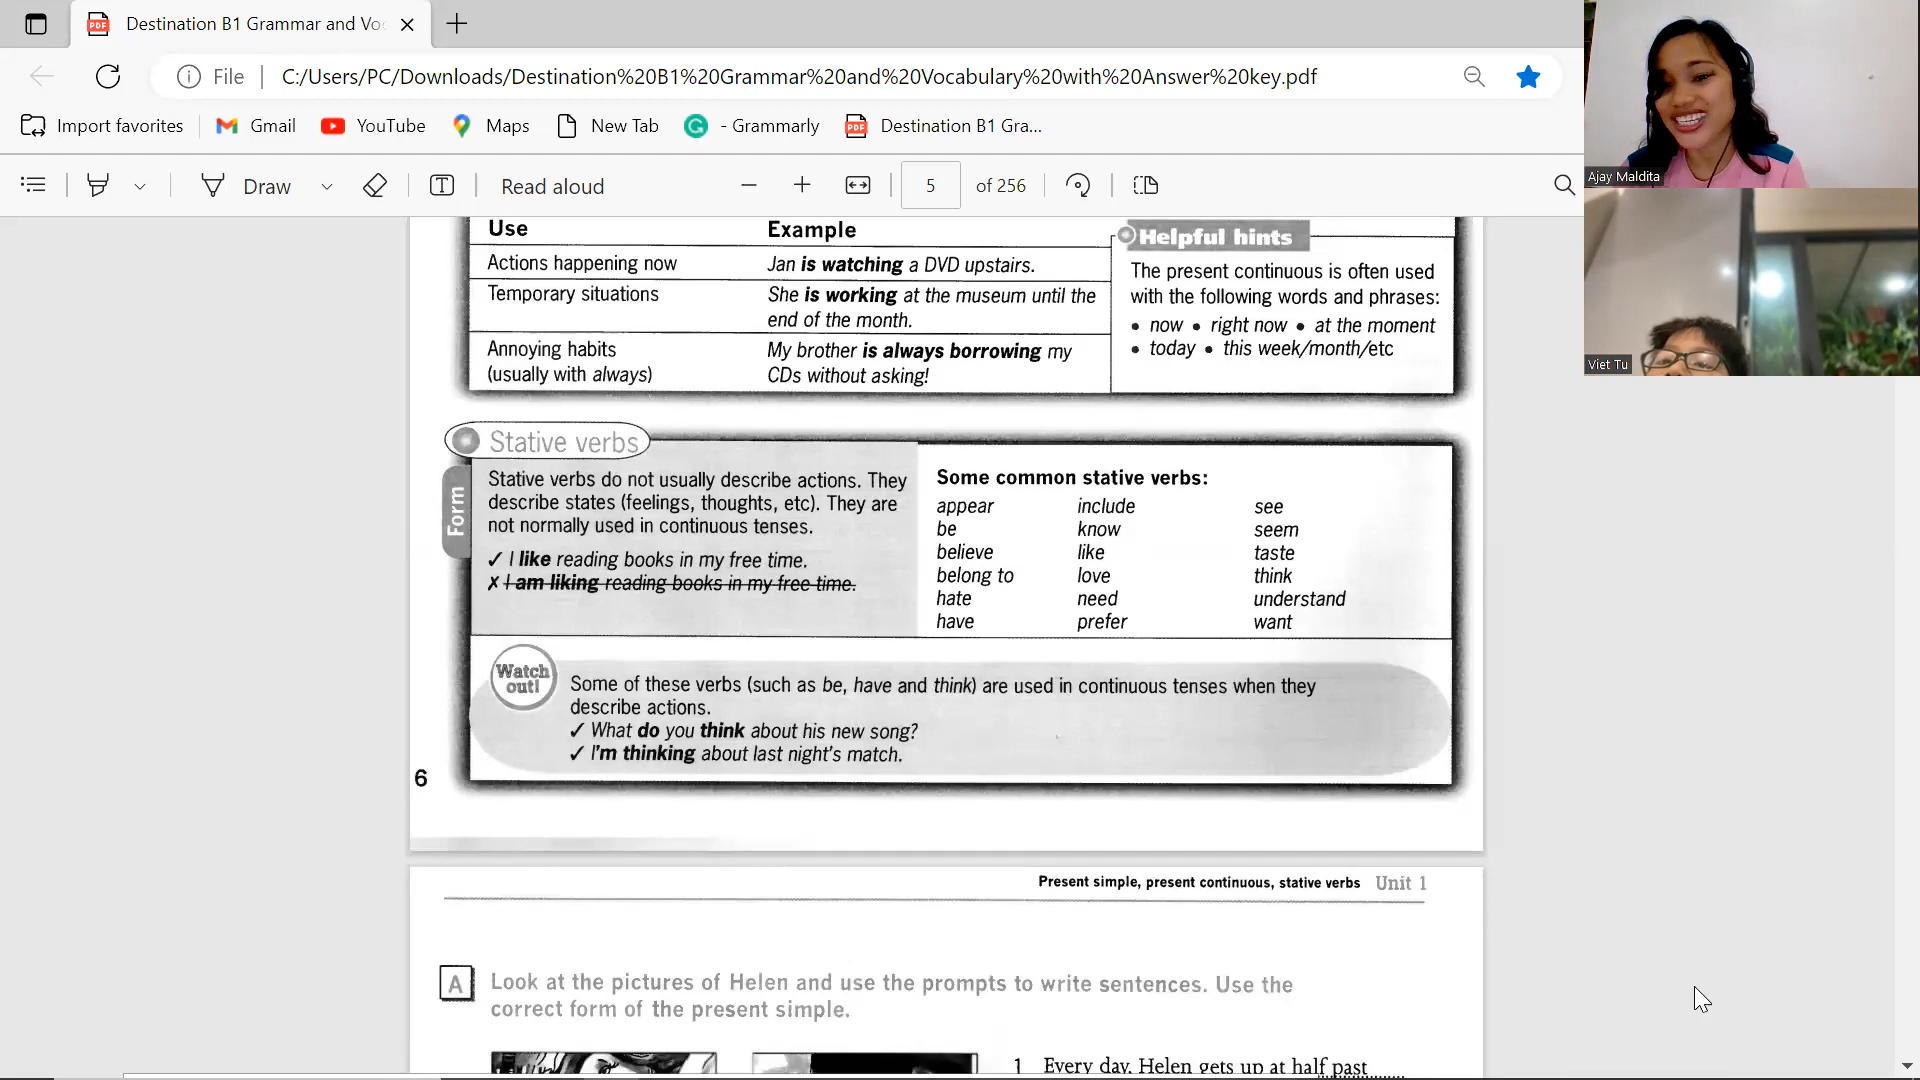 Destination B1 Grammar and Voc
File
C:/Users/PC/Downloads/Destination%20B1%20Grammar%20and%20Vocabulary%20with%20Answer%20key.pdf
Import favorites
Gmail
YouTube
Maps
New Tab
- Grammarly
Destination B1 Gra...
Draw
Read aloud
5
of 256
Ajay Maldita
Viet Tu
Use
Example
Actions happening now
Jan is watching a DVD upstairs.
Temporary situations
She is working at the museum until the
end of the month.
Annoying habits
(usually with always)
My brother is always borrowing my
CDs without asking!
Helpful hints
The present continuous is often used
with the following words and phrases:
• now • right now • at the moment
• today • this week/month/etc
Stative verbs
Form
Stative verbs do not usually describe actions. They
describe states (feelings, thoughts, etc). They are
not normally used in continuous tenses.
✓ I like reading books in my free time.
✗ I am liking reading books in my free time.
Some common stative verbs:
appear include see
be know seem
believe like taste
belong to love think
hate need understand
have prefer want
Watch
out!
Some of these verbs (such as be, have and think) are used in continuous tenses when they
describe actions.
✓ What do you think about his new song?
✓ I'm thinking about last night's match.
6
Present simple, present continuous, stative verbs Unit 1
A
Look at the pictures of Helen and use the prompts to write sentences. Use the
correct form of the present simple.
1 Every day, Helen gets up at half past